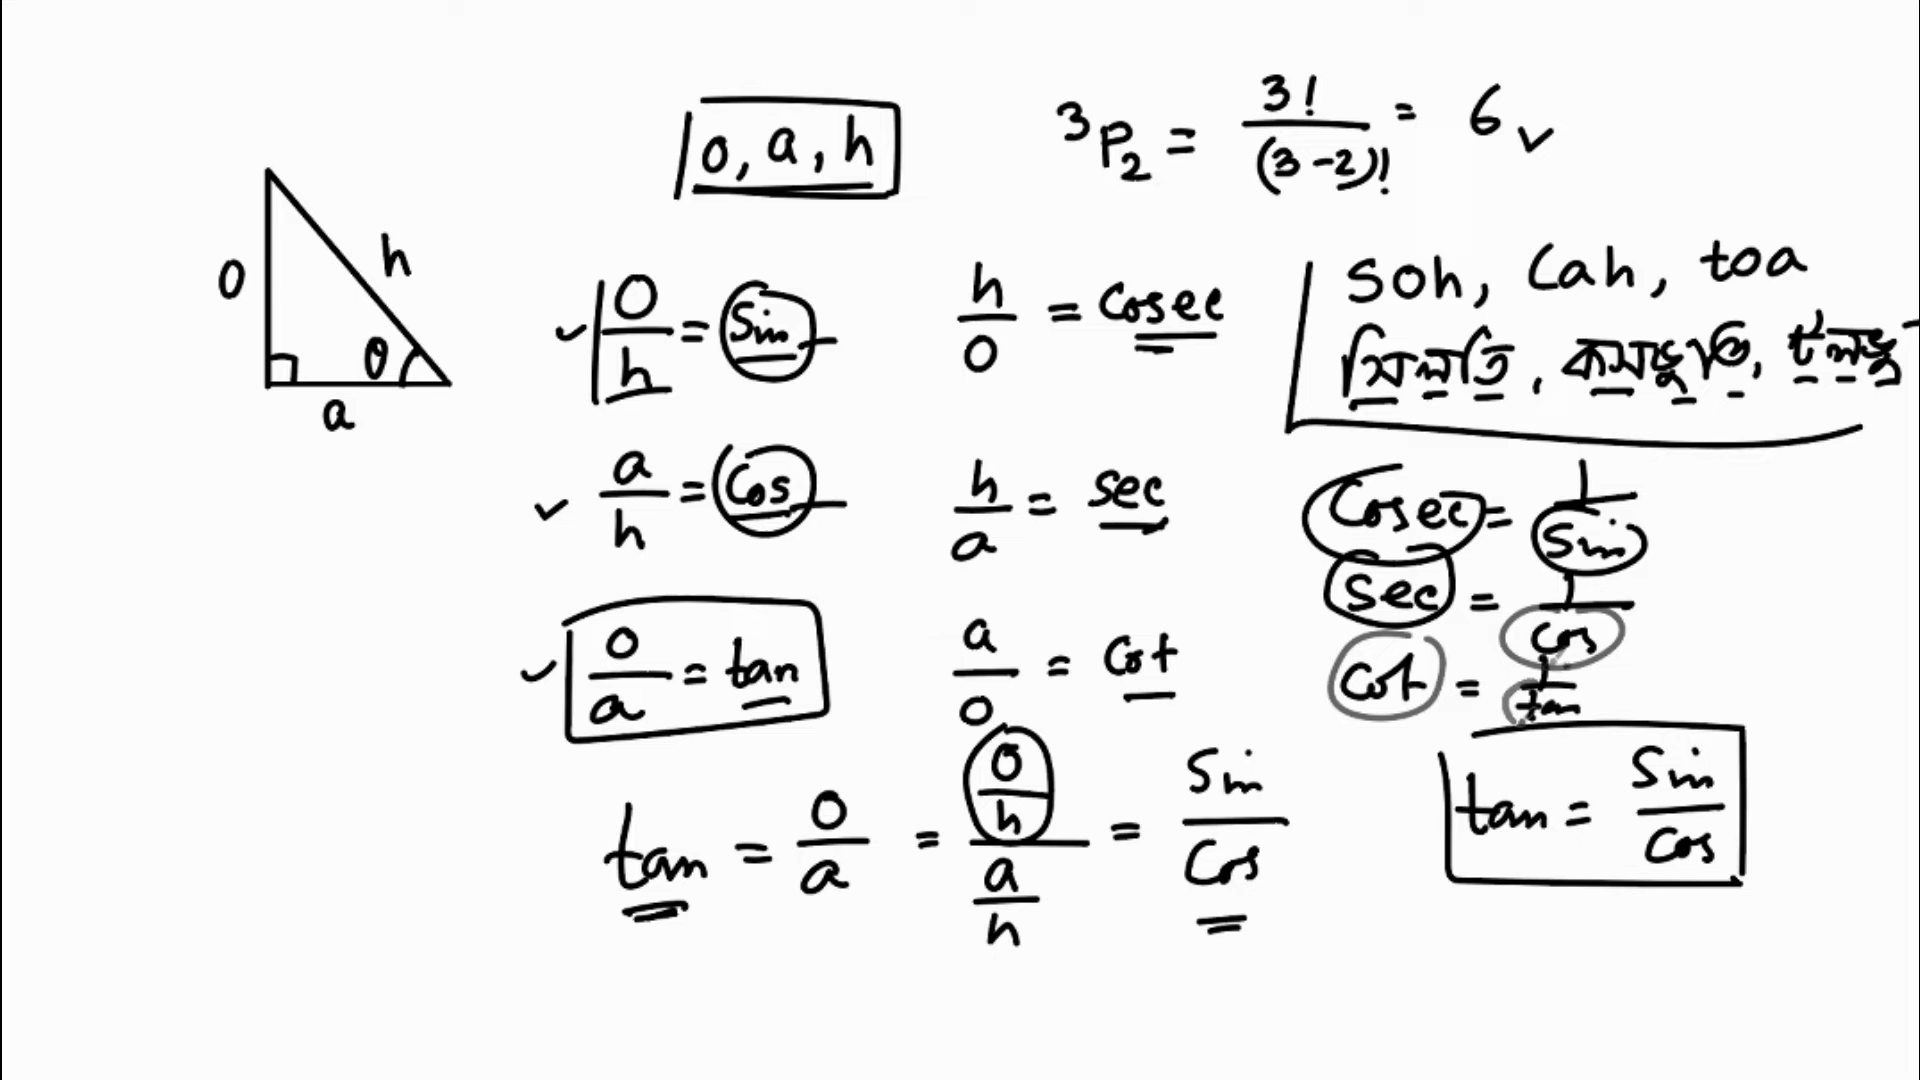 o, a, h
³P₂ = 3!/(3-2)! = 6
o
h
a
θ
o/h = Sin
h/o = Cosec
Soh, Cah, toa
a/h = Cos
h/a = sec
Cosec = 1/Sin
sec = 1/cos
o/a = tan
a/o = Cot
cot = 1/tan
tan = o/a = (o/h)/(a/h) = Sin/Cos
tan = Sin/Cos